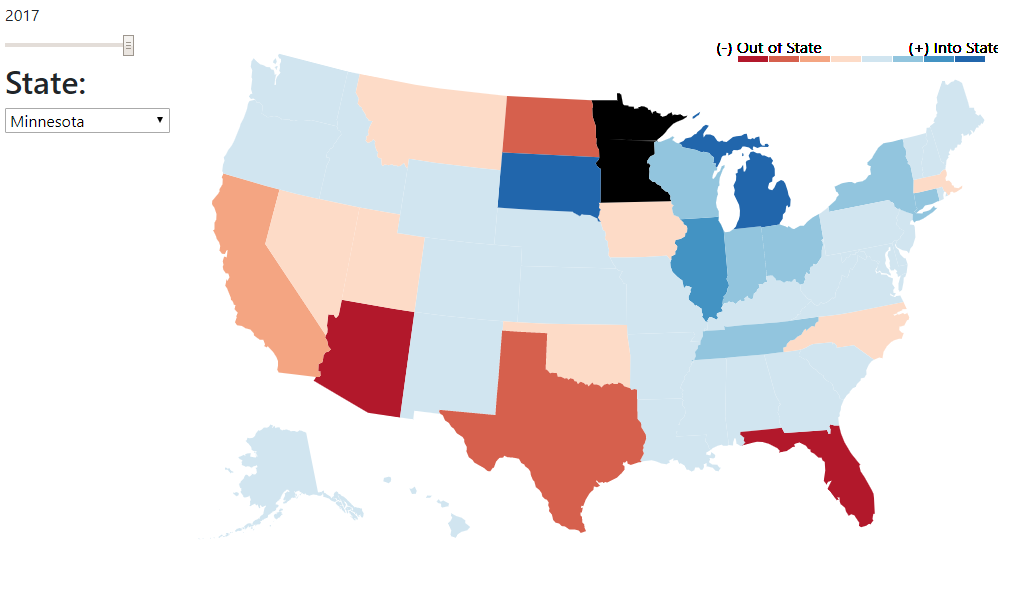 2017
(-) Out of State (+) Into State
State:
Minnesota